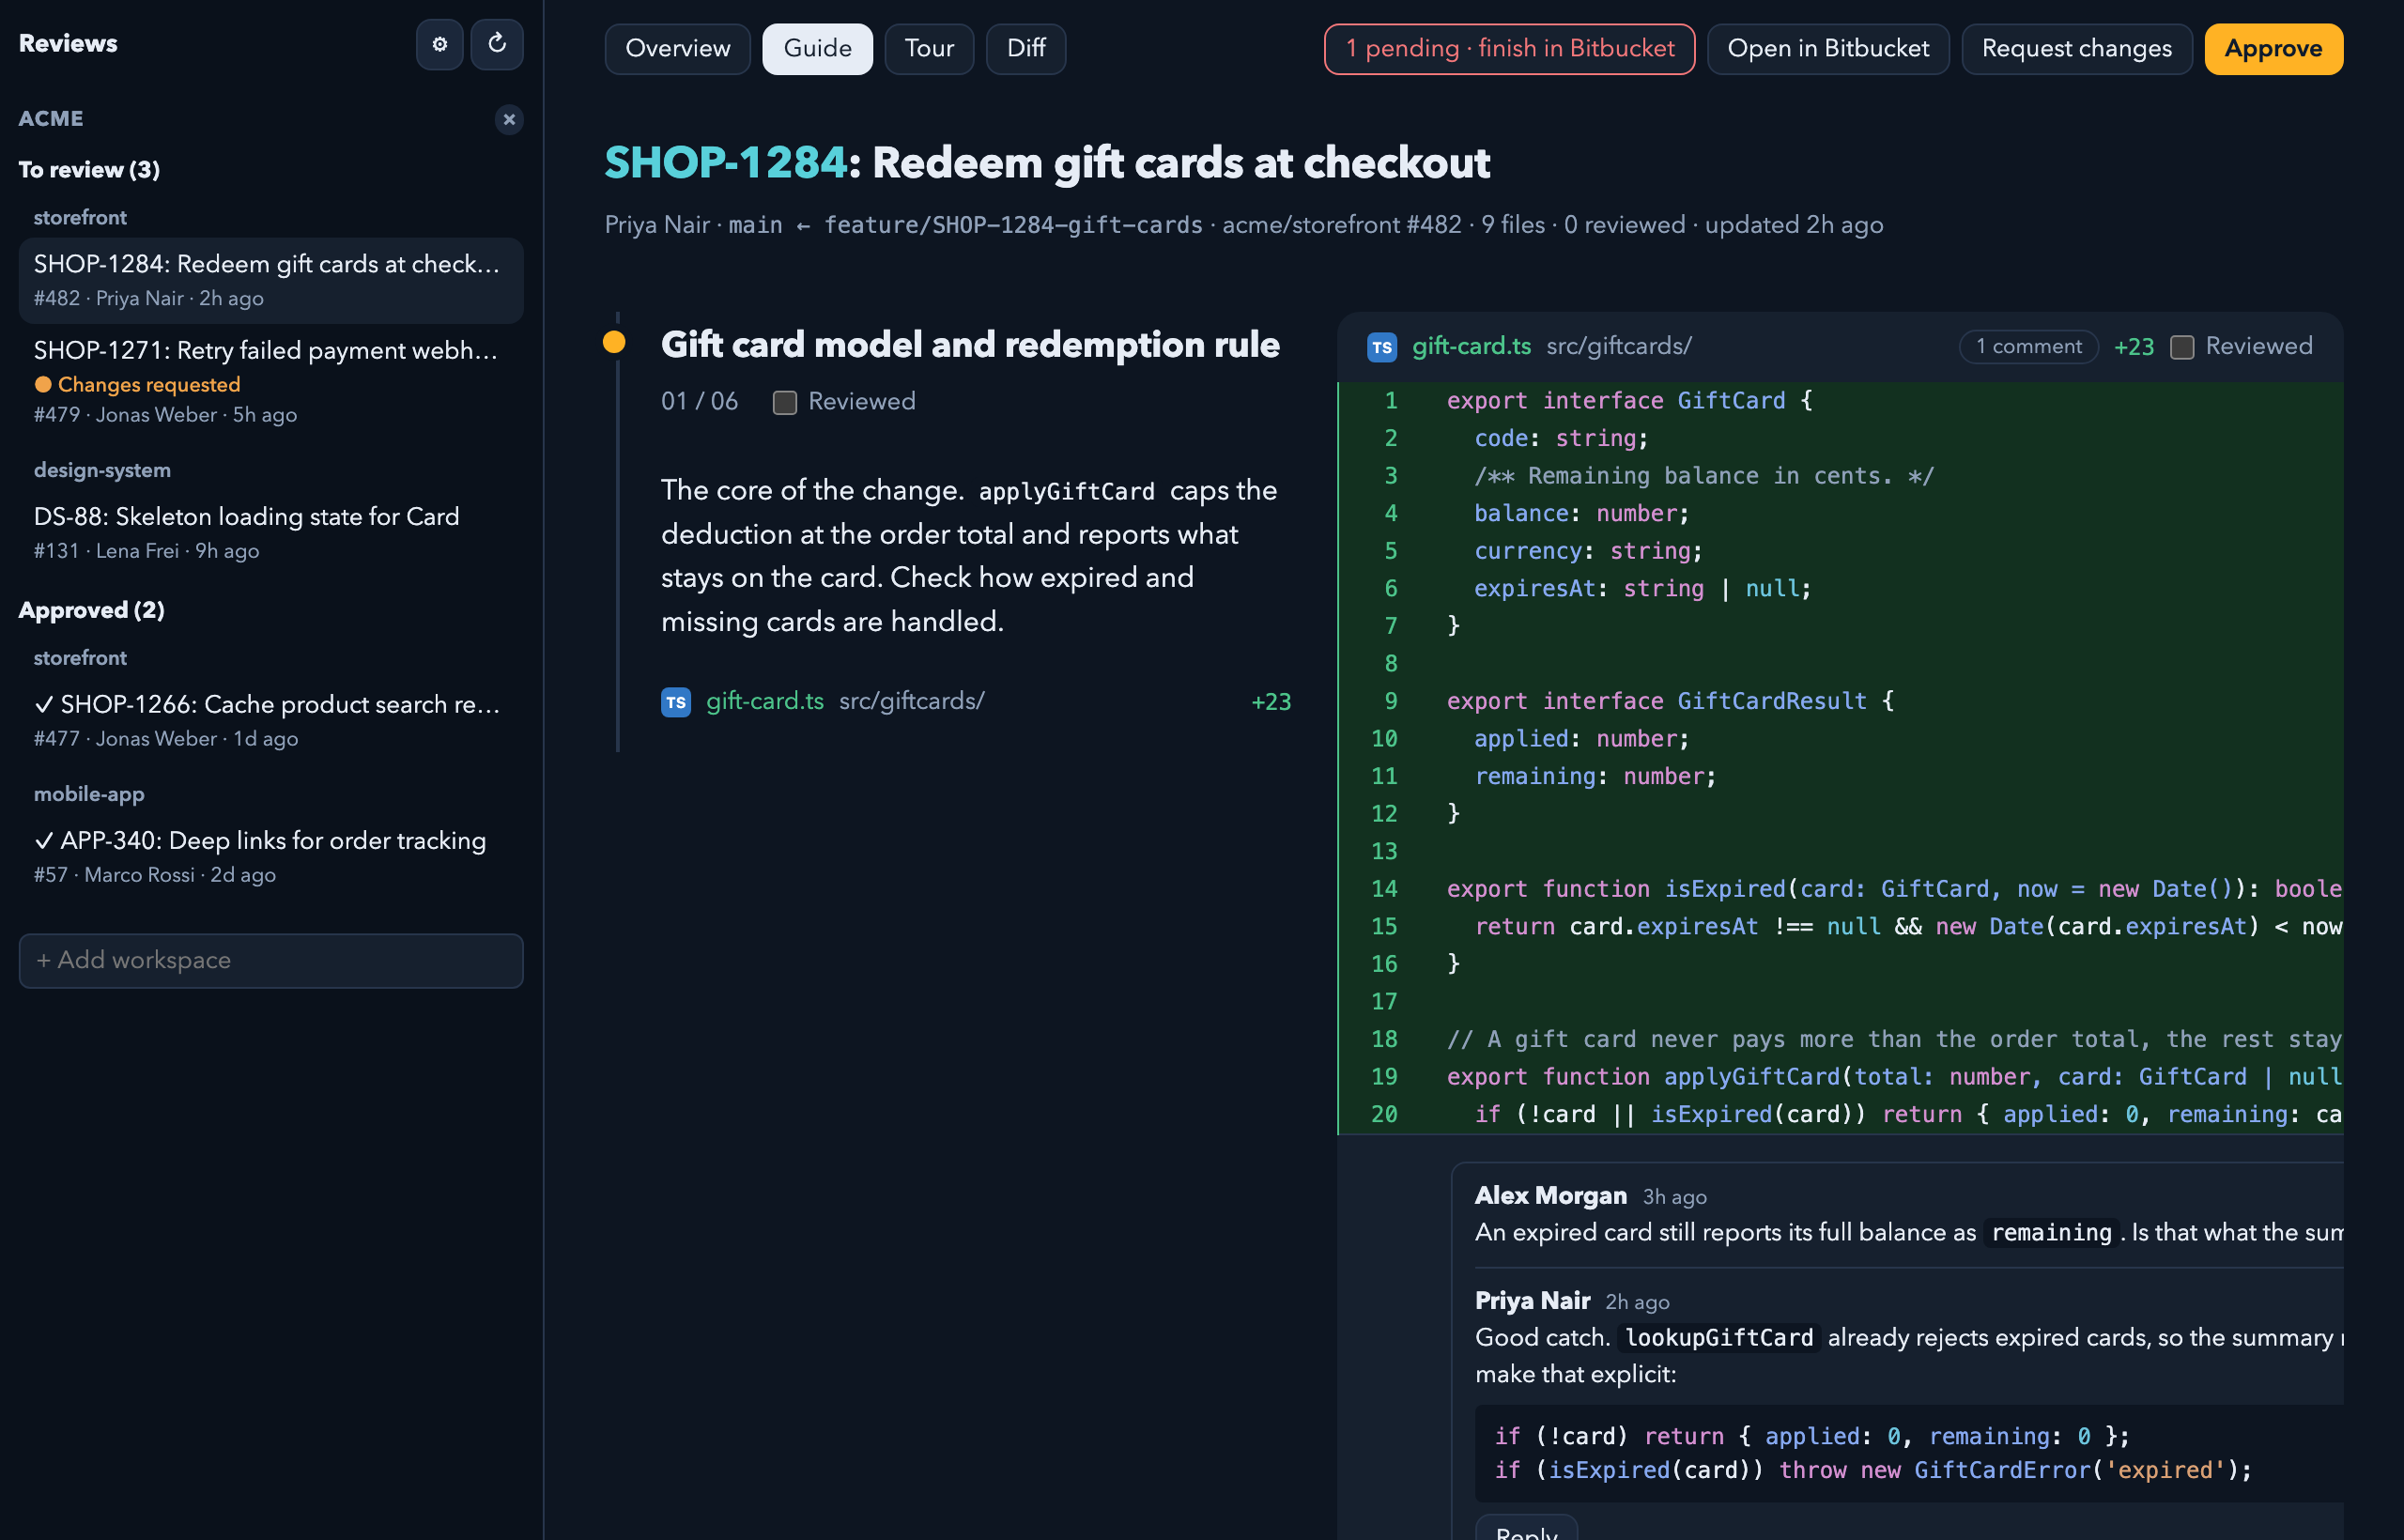 Reviews
ACME
To review (3)
storefront
SHOP-1284: Redeem gift cards at check…
#482 · Priya Nair · 2h ago
SHOP-1271: Retry failed payment webh…
Changes requested
#479 · Jonas Weber · 5h ago
design-system
DS-88: Skeleton loading state for Card
#131 · Lena Frei · 9h ago
Approved (2)
storefront
✓ SHOP-1266: Cache product search re…
#477 · Jonas Weber · 1d ago
mobile-app
✓ APP-340: Deep links for order tracking
#57 · Marco Rossi · 2d ago
+ Add workspace
Overview Guide Tour Diff
1 pending · finish in Bitbucket Open in Bitbucket Request changes Approve
SHOP-1284: Redeem gift cards at checkout
Priya Nair · main ← feature/SHOP-1284-gift-cards · acme/storefront #482 · 9 files · 0 reviewed · updated 2h ago
Gift card model and redemption rule
01 / 06 Reviewed
The core of the change. applyGiftCard caps the
deduction at the order total and reports what
stays on the card. Check how expired and
missing cards are handled.
TS gift-card.ts src/giftcards/ +23
TS gift-card.ts src/giftcards/ 1 comment +23 Reviewed
1 export interface GiftCard {
2 code: string;
3 /** Remaining balance in cents. */
4 balance: number;
5 currency: string;
6 expiresAt: string | null;
7 }
8
9 export interface GiftCardResult {
10 applied: number;
11 remaining: number;
12 }
13
14 export function isExpired(card: GiftCard, now = new Date()): boole
15 return card.expiresAt !== null && new Date(card.expiresAt) < now
16 }
17
18 // A gift card never pays more than the order total, the rest stay
19 export function applyGiftCard(total: number, card: GiftCard | null
20 if (!card || isExpired(card)) return { applied: 0, remaining: ca
Alex Morgan 3h ago
An expired card still reports its full balance as remaining. Is that what the sum
Priya Nair 2h ago
Good catch. lookupGiftCard already rejects expired cards, so the summary
make that explicit:
if (!card) return { applied: 0, remaining: 0 };
if (isExpired(card)) throw new GiftCardError('expired');
Reply